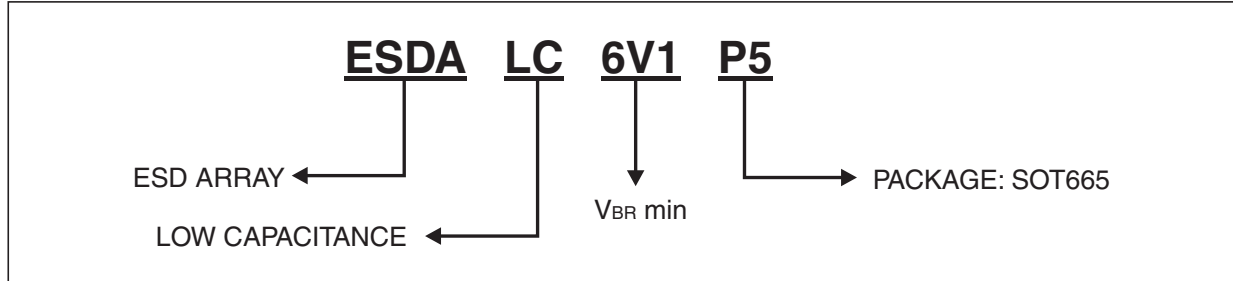 ESDA LC 6V1 P5
ESD ARRAY
PACKAGE: SOT665
VBR min
LOW CAPACITANCE